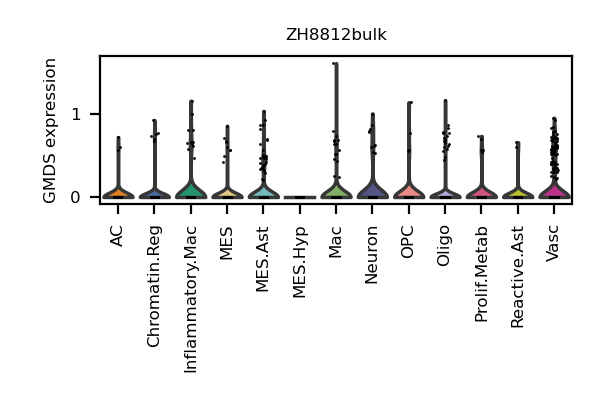 ZH8812bulk
GMDS expression
1
0
AC
Chromatin.Reg
Inflammatory.Mac
MES
MES.Ast
MES.Hyp
Mac
Neuron
OPC
Oligo
Prolif.Metab
Reactive.Ast
Vasc